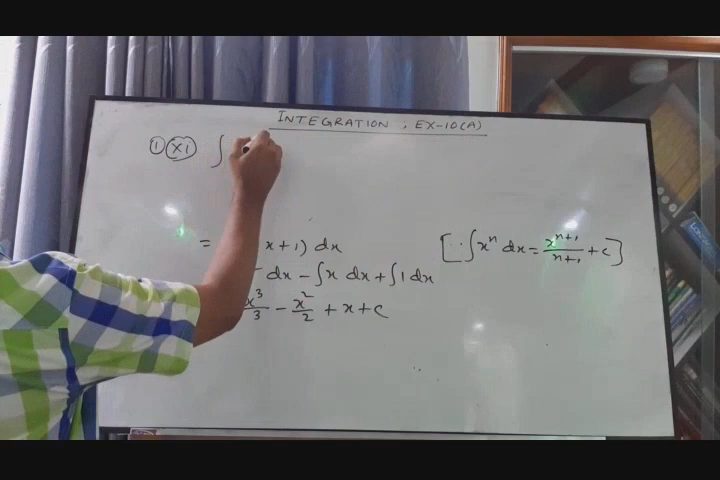 INTEGRATION : EX-10(A)
① (XI) ∫
= x+1) dx [∵ ∫xⁿ dx = xⁿ⁺¹/n+1 + c]
dx - ∫x dx + ∫1 dx
x³/3 - x²/2 + x + c